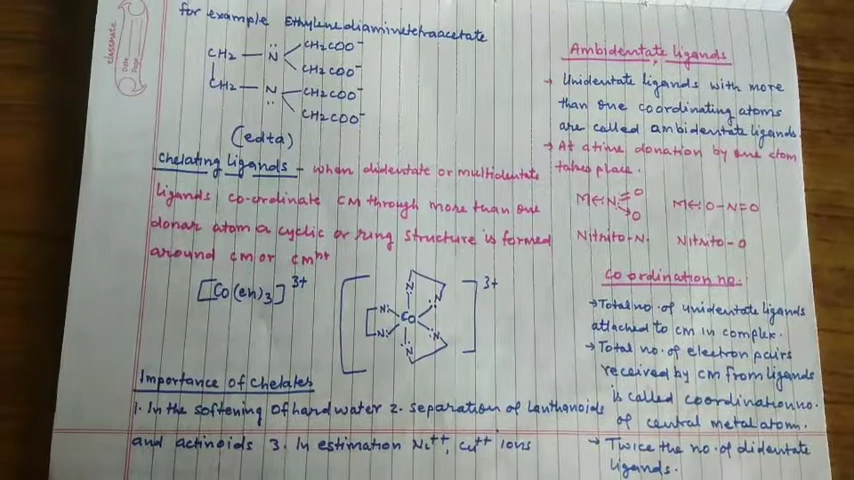 classmate
Date
Page
for example Ethylenediaminetetraacetate
CH2 — N̈ CH2COO⁻
CH2COO⁻
CH2 — N̈ CH2COO⁻
CH2COO⁻
(edta)
Chelating ligands - when didentate or multidentate
ligands co-ordinate CM through more than one
donar atom a cyclic or ring structure is formed
around CM or CMⁿ⁺
[Co(en)3]³⁺
[Co N N N N N N]³⁺
Importance of Chelates
1. In the softening of hard water 2. separation of Lanthanoids
and actinoids 3. In estimation Ni⁺⁺, Cu⁺⁺ Ions
Ambidentate ligands
→ Unidentate ligands with more
than one coordinating atoms
are called ambidentate ligands.
→ At a time donation by one atom
takes place.
M←:N=O →O M←:O-N=O
Nitrito-N. Nitrito-O
Coordination no.
→ Total no. of unidentate ligands
attached to CM in complex.
→ Total no. of electron pairs
received by CM from ligands
is called coordination no.
of central metal atom.
→ Twice the no. of didentate
ligands.